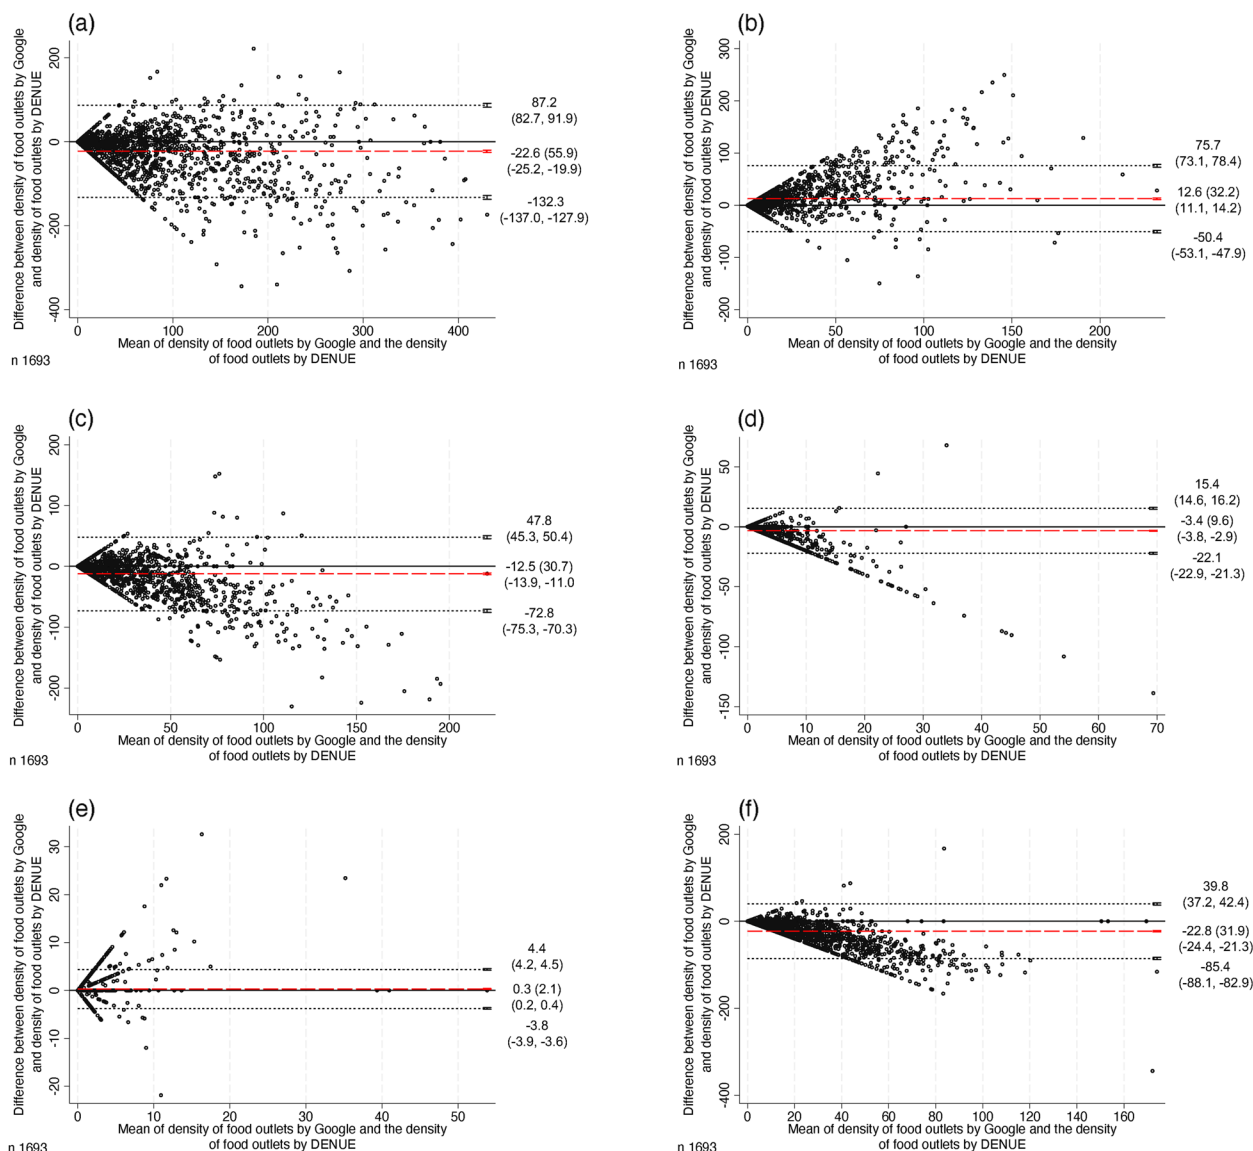 (a)
Difference between density of food outlets by Google
and density of food outlets by DENUE
200
0
-200
-400
87.2
(82.7, 91.9)
-22.6 (55.9)
(-25.2, -19.9)
-132.3
(-137.0, -127.9)
0 100 200 300 400
Mean of density of food outlets by Google and the density
of food outlets by DENUE
n 1693
(b)
Difference between density of food outlets by Google
and density of food outlets by DENUE
300
200
100
0
-100
-200
75.7
(73.1, 78.4)
12.6 (32.2)
(11.1, 14.2)
-50.4
(-53.1, -47.9)
0 50 100 150 200
Mean of density of food outlets by Google and the density
of food outlets by DENUE
n 1693
(c)
Difference between density of food outlets by Google
and density of food outlets by DENUE
200
100
0
-100
-200
47.8
(45.3, 50.4)
-12.5 (30.7)
(-13.9, -11.0)
-72.8
(-75.3, -70.3)
0 50 100 150 200
Mean of density of food outlets by Google and the density
of food outlets by DENUE
n 1693
(d)
Difference between density of food outlets by Google
and density of food outlets by DENUE
50
0
-50
-100
-150
15.4
(14.6, 16.2)
-3.4 (9.6)
(-3.8, -2.9)
-22.1
(-22.9, -21.3)
0 10 20 30 40 50 60 70
Mean of density of food outlets by Google and the density
of food outlets by DENUE
n 1693
(e)
Difference between density of food outlets by Google
and density of food outlets by DENUE
30
20
10
0
-10
-20
4.4
(4.2, 4.5)
0.3 (2.1)
(0.2, 0.4)
-3.8
(-3.9, -3.6)
0 10 20 30 40 50
Mean of density of food outlets by Google and the density
of food outlets by DENUE
n 1693
(f)
Difference between density of food outlets by Google
and density of food outlets by DENUE
200
0
-200
-400
39.8
(37.2, 42.4)
-22.8 (31.9)
(-24.4, -21.3)
-85.4
(-88.1, -82.9)
0 20 40 60 80 100 120 140 160
Mean of density of food outlets by Google and the density
of food outlets by DENUE
n 1693